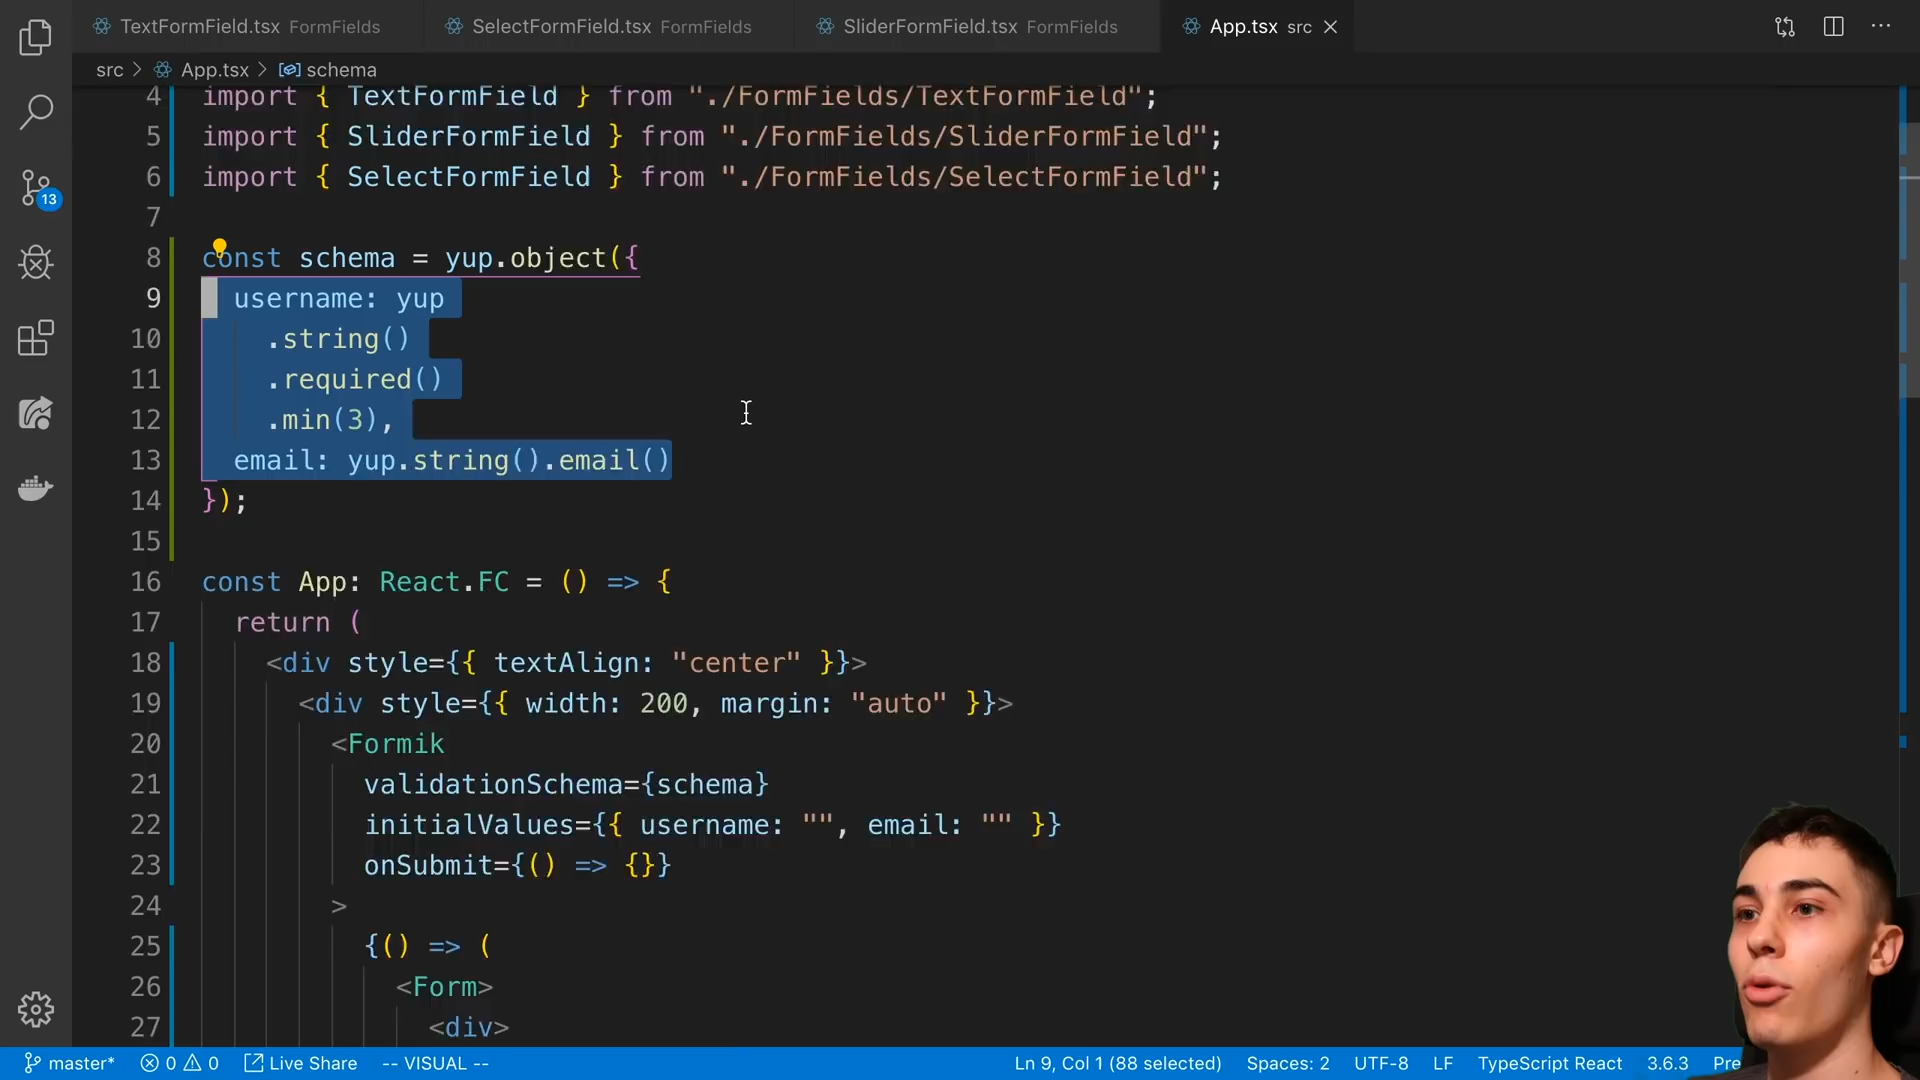 TextFormField.tsx FormFields
SelectFormField.tsx FormFields
SliderFormField.tsx FormFields
App.tsx src
src > App.tsx > schema
4 import { TextFormField } from "./FormFields/TextFormField";
5 import { SliderFormField } from "./FormFields/SliderFormField";
6 import { SelectFormField } from "./FormFields/SelectFormField";
7
8 const schema = yup.object({
9 username: yup
10 .string()
11 .required()
12 .min(3),
13 email: yup.string().email()
14 });
15
16 const App: React.FC = () => {
17 return (
18 <div style={{ textAlign: "center" }}>
19 <div style={{ width: 200, margin: "auto" }}>
20 <Formik
21 validationSchema={schema}
22 initialValues={{ username: "", email: "" }}
23 onSubmit={() => {}}
24 >
25 {() => (
26 <Form>
27 <div>
13
master* 0 0 Live Share -- VISUAL -- Ln 9, Col 1 (88 selected) Spaces: 2 UTF-8 LF TypeScript React 3.6.3 Pre